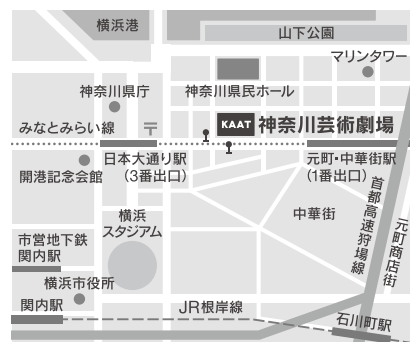 横浜港
山下公園
マリンタワー
神奈川県庁
神奈川県民ホール
みなとみらい線
〒
KAAT
神奈川芸術劇場
日本大通り駅
(3番出口)
元町・中華街駅
(1番出口)
開港記念会館
首都高速狩場線
元町商店街
中華街
横浜
スタジアム
市営地下鉄
関内駅
横浜市役所
関内駅
JR根岸線
石川町駅